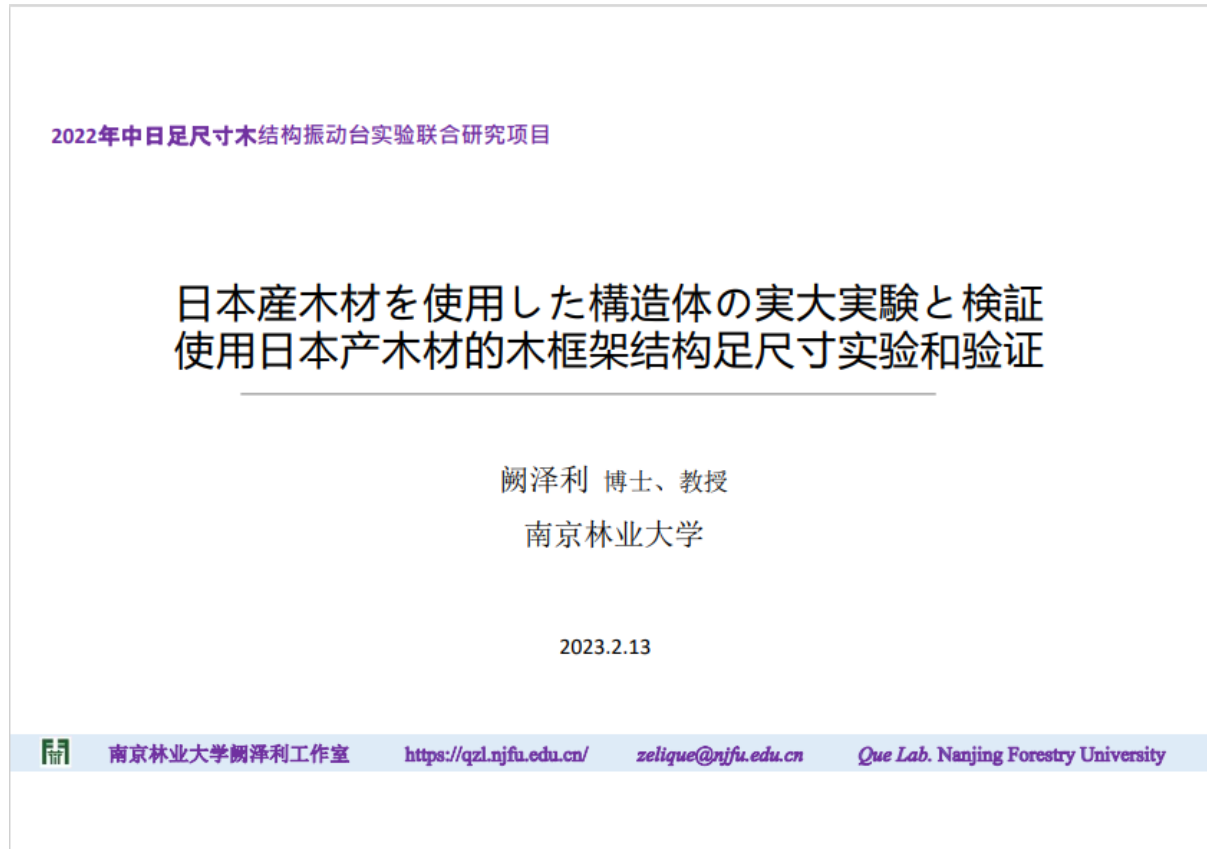 2022年中日足尺寸木结构振动台实验联合研究项目
日本産木材を使用した構造体の実大実験と検証
使用日本产木材的木框架结构足尺寸实验和验证
阙泽利 博士、教授
南京林业大学
2023.2.13
南京林业大学阙泽利工作室 https://qzl.njfu.edu.cn/ zelique@njfu.edu.cn Que Lab. Nanjing Forestry University